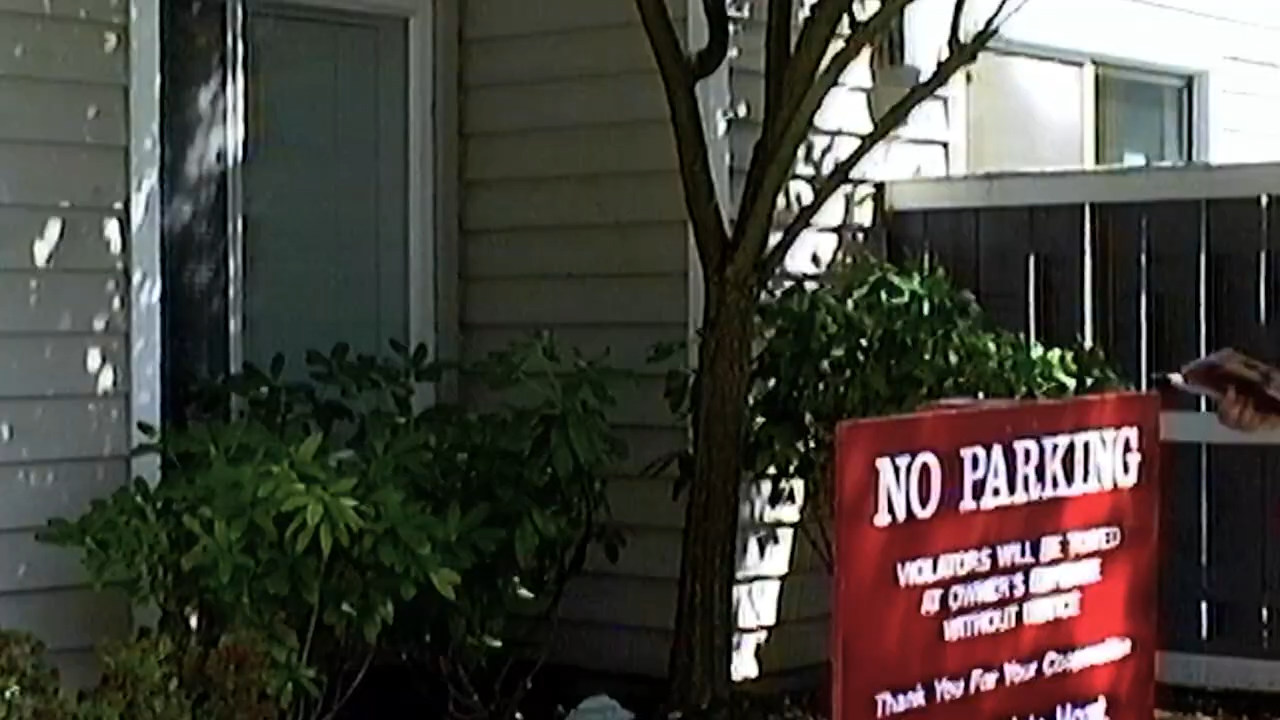 NO PARKING
VIOLATORS WILL BE TOWED
AT OWNER'S EXPENSE
WITHOUT NOTICE
Thank You For Your Cooperation